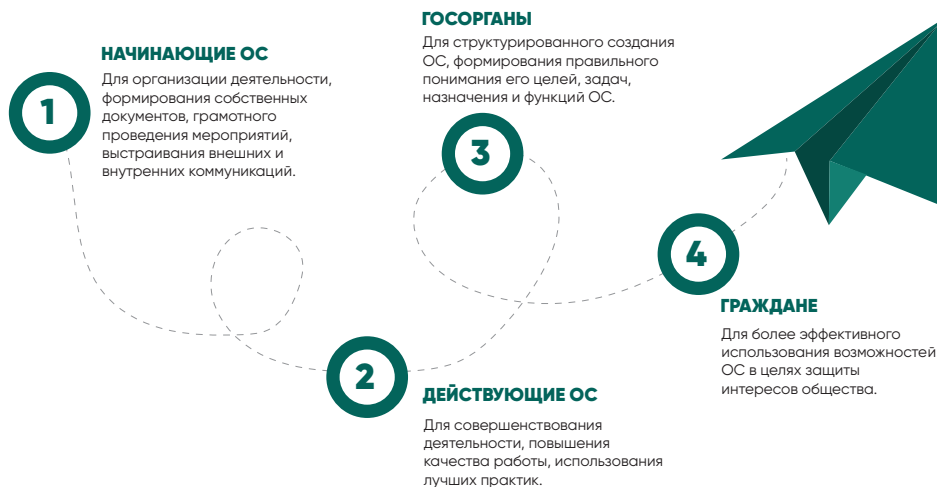 1
НАЧИНАЮЩИЕ ОС
Для организации деятельности,
формирования собственных
документов, грамотного
проведения мероприятий,
выстраивания внешних и
внутренних коммуникаций.
2
ДЕЙСТВУЮЩИЕ ОС
Для совершенствования
деятельности, повышения
качества работы, использования
лучших практик.
3
ГОСОРГАНЫ
Для структурированного создания
ОС, формирования правильного
понимания его целей, задач,
назначения и функций ОС.
4
ГРАЖДАНЕ
Для более эффективного
использования возможностей
ОС в целях защиты
интересов общества.